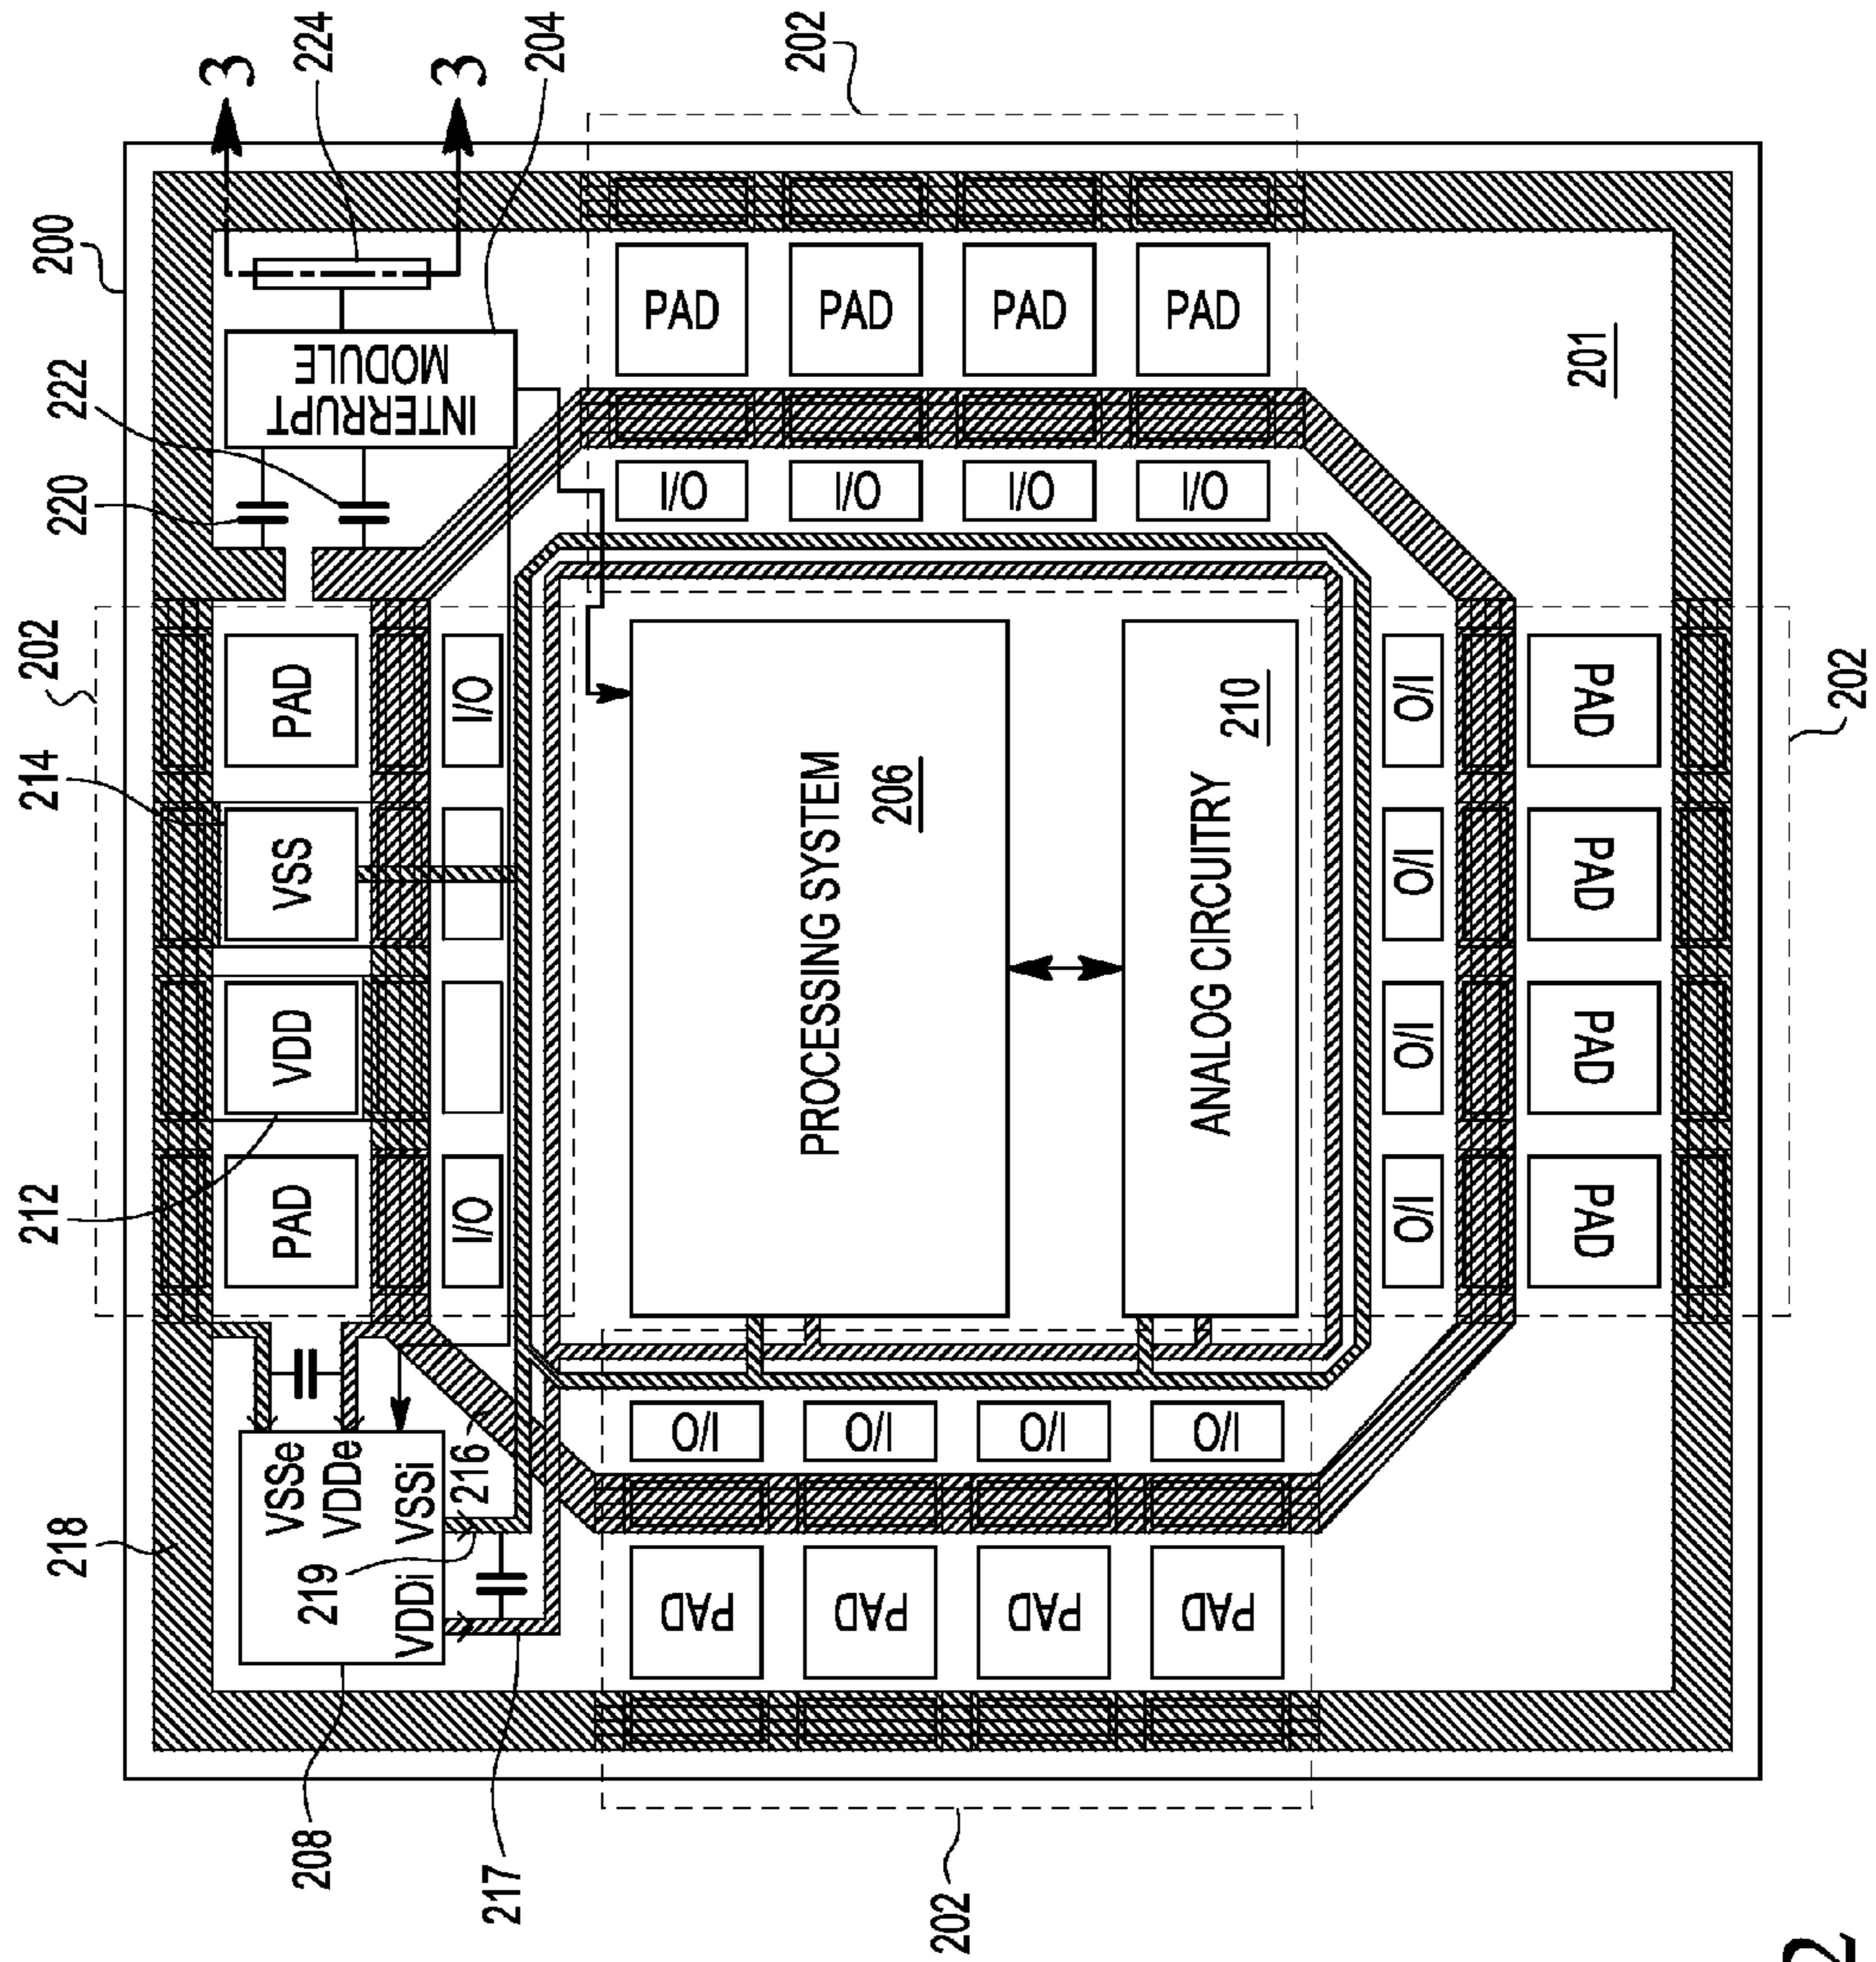 200
220
222
3
224
3
204
INTERRUPT
MODULE
202
PAD
PAD
PAD
PAD
I/O
I/O
I/O
I/O
201
202
214
212
PAD
VDD
VSS
PAD
I/O
I/O
PROCESSING SYSTEM
206
ANALOG CIRCUITRY
210
I/O
I/O
I/O
I/O
PAD
PAD
PAD
PAD
202
218
VSSe
VDDe
VSSi
VDDi
219
216
208
217
I/O
I/O
I/O
I/O
PAD
PAD
PAD
PAD
202
2